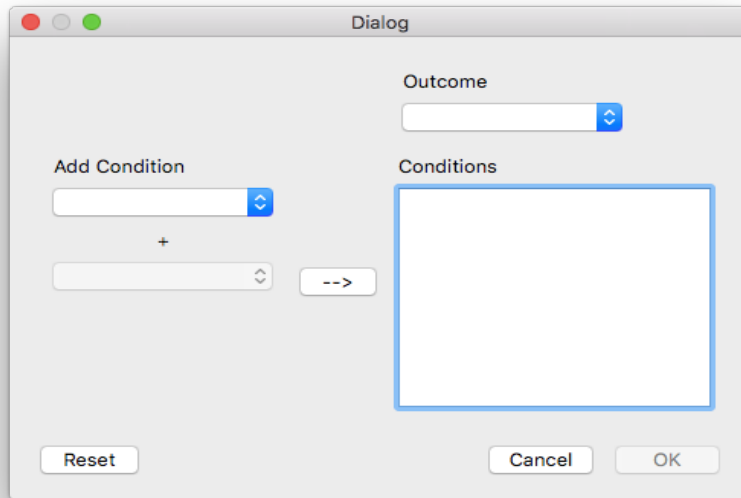 Dialog
Outcome
Add Condition
Conditions
+
-->
Reset
Cancel
OK